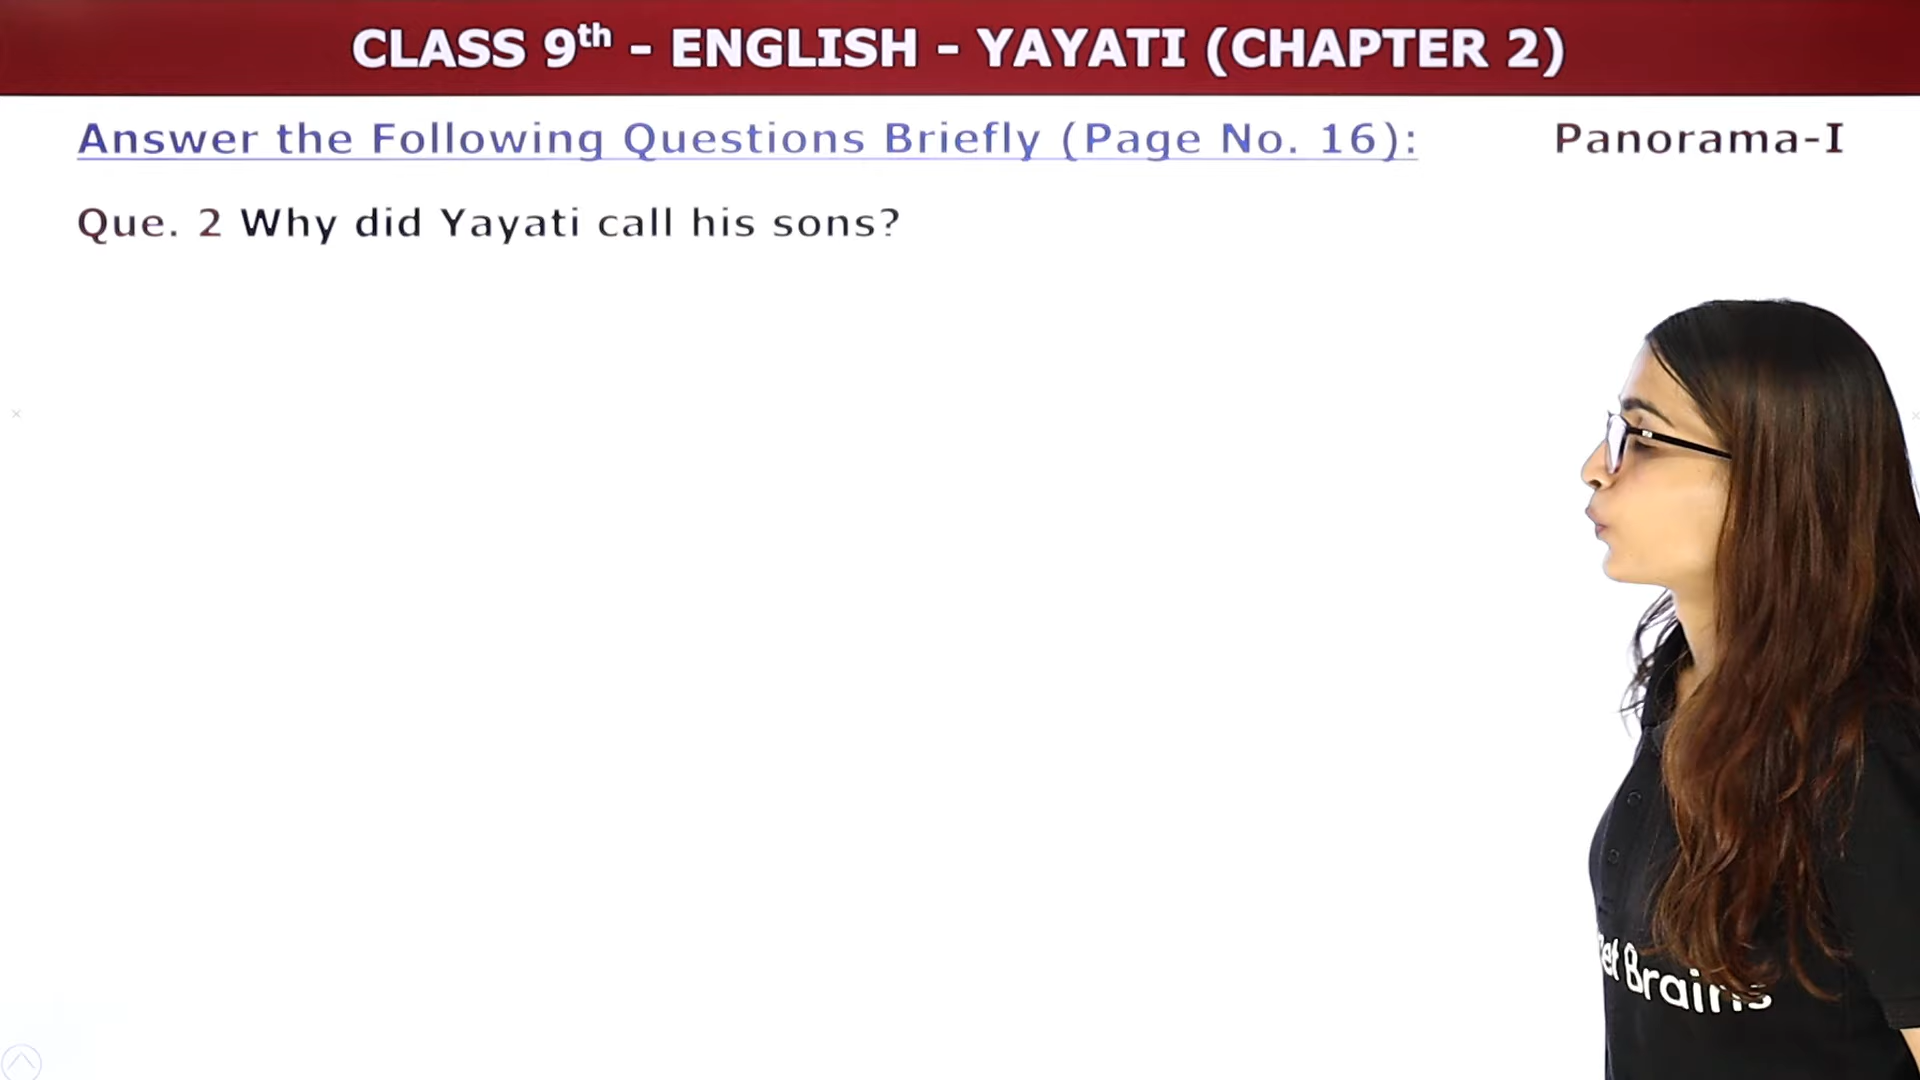 CLASS 9th - ENGLISH - YAYATI (CHAPTER 2)
Answer the Following Questions Briefly (Page No. 16):
Panorama-I
Que. 2 Why did Yayati call his sons?
Brains